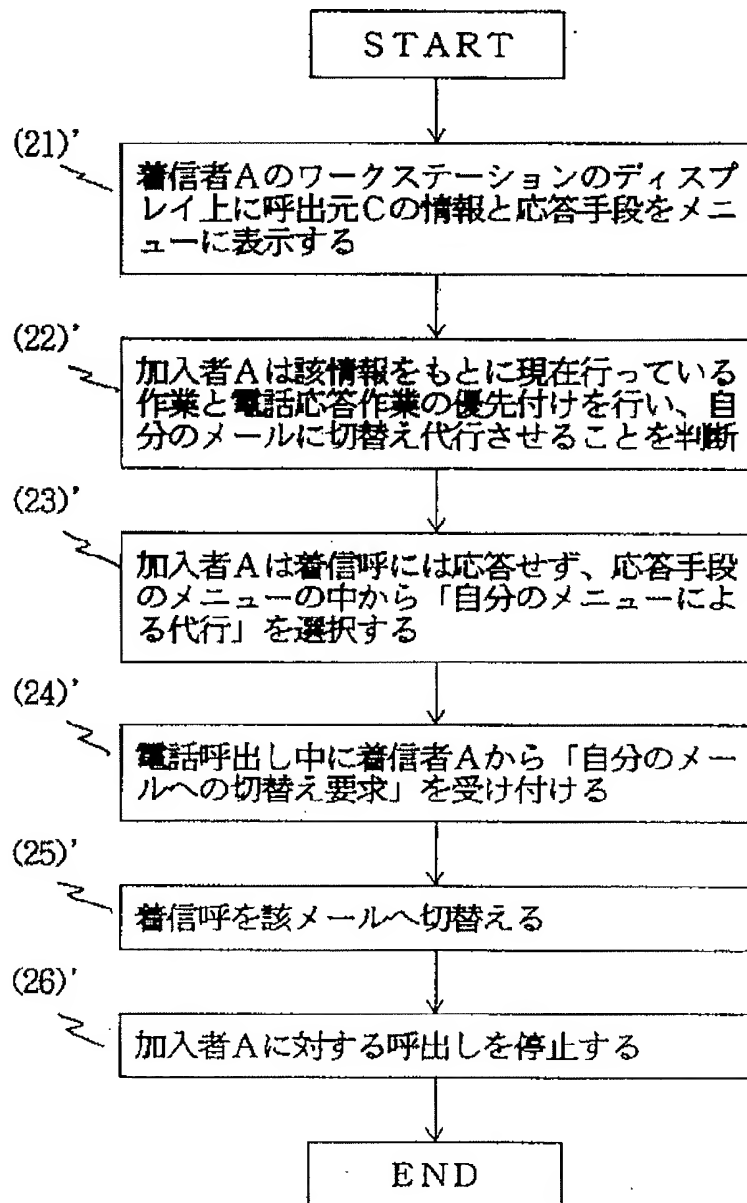 START
(21)'
着信者Aのワークステーションのディスプ
レイ上に呼出元Cの情報と応答手段をメニ
ューに表示する
(22)'
加入者Aは該情報をもとに現在行っている
作業と電話応答作業の優先付けを行い、自
分のメールに切替え代行させることを判断
(23)'
加入者Aは着信呼には応答せず、応答手段
のメニューの中から「自分のメニューによ
る代行」を選択する
(24)'
電話呼出し中に着信者Aから「自分のメー
ルへの切替え要求」を受け付ける
(25)'
着信呼を該メールへ切替える
(26)'
加入者Aに対する呼出しを停止する
END